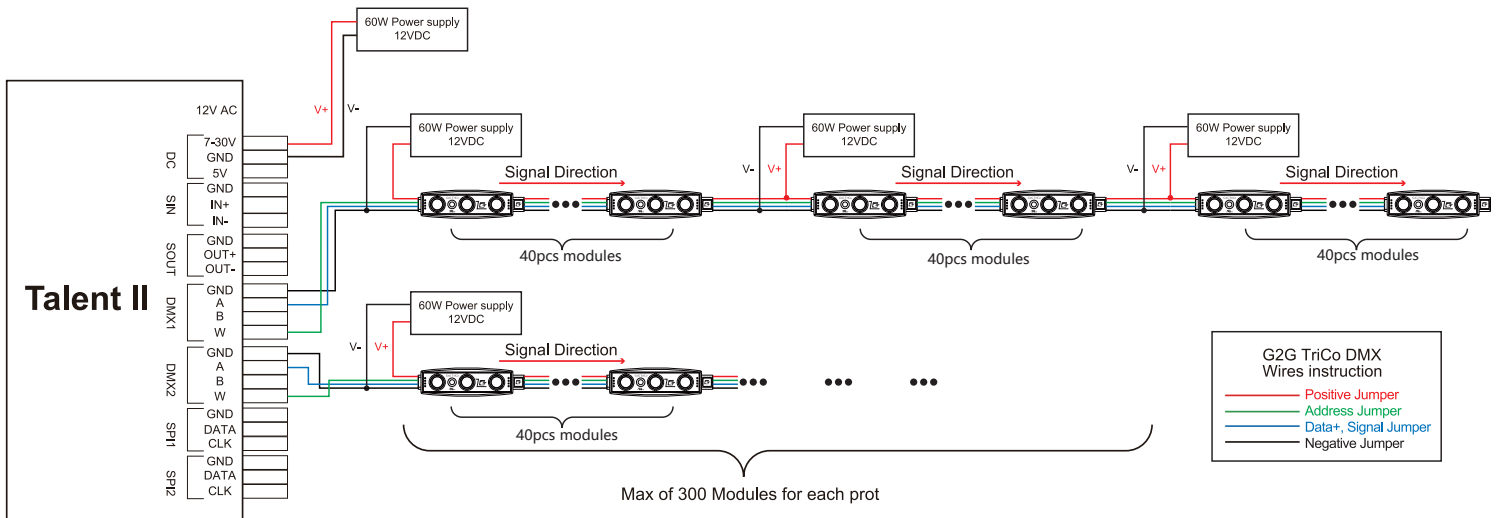 60W Power supply
12VDC
V+
V-
Talent II
12V AC
DC
7-30V
GND
5V
SIN
GND
IN+
IN-
SOUT
GND
OUT+
OUT-
DMX1
GND
A
B
W
DMX2
GND
A
B
W
SPI1
GND
DATA
CLK
SPI2
GND
DATA
CLK
60W Power supply
12VDC
V-
V+
Signal Direction
40pcs modules
60W Power supply
12VDC
V-
V+
Signal Direction
40pcs modules
60W Power supply
12VDC
V-
V+
40pcs modules
60W Power supply
12VDC
V-
V+
Signal Direction
40pcs modules
Max of 300 Modules for each prot
G2G TriCo DMX
Wires instruction
Positive Jumper
Address Jumper
Data+, Signal Jumper
Negative Jumper